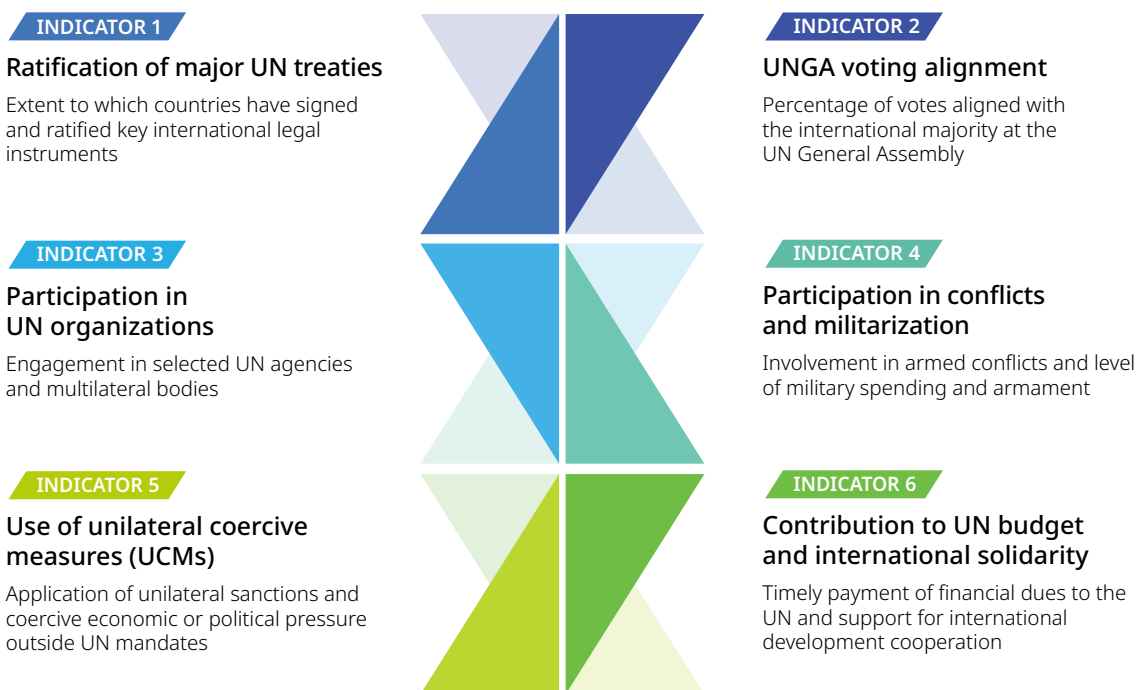 INDICATOR 1
Ratification of major UN treaties
Extent to which countries have signed
and ratified key international legal
instruments
INDICATOR 2
UNGA voting alignment
Percentage of votes aligned with
the international majority at the
UN General Assembly
INDICATOR 3
Participation in
UN organizations
Engagement in selected UN agencies
and multilateral bodies
INDICATOR 4
Participation in conflicts
and militarization
Involvement in armed conflicts and level
of military spending and armament
INDICATOR 5
Use of unilateral coercive
measures (UCMs)
Application of unilateral sanctions and
coercive economic or political pressure
outside UN mandates
INDICATOR 6
Contribution to UN budget
and international solidarity
Timely payment of financial dues to the
UN and support for international
development cooperation